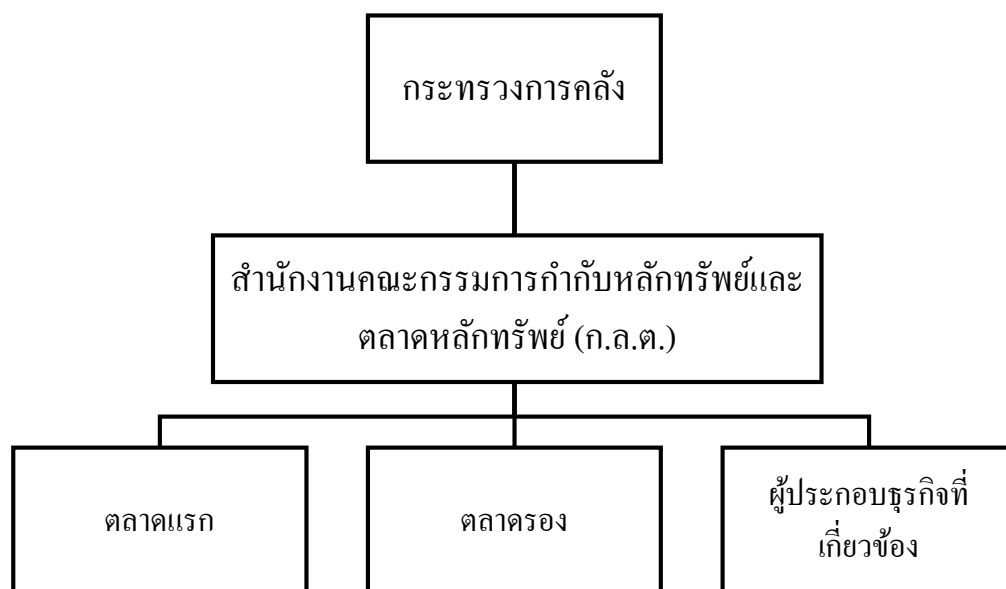 กระทรวงการคลัง
สำนักงานคณะกรรมการกำกับหลักทรัพย์และ
ตลาดหลักทรัพย์ (ก.ล.ต.)
ตลาดแรก
ตลาดรอง
ผู้ประกอบธุรกิจที่
เกี่ยวข้อง